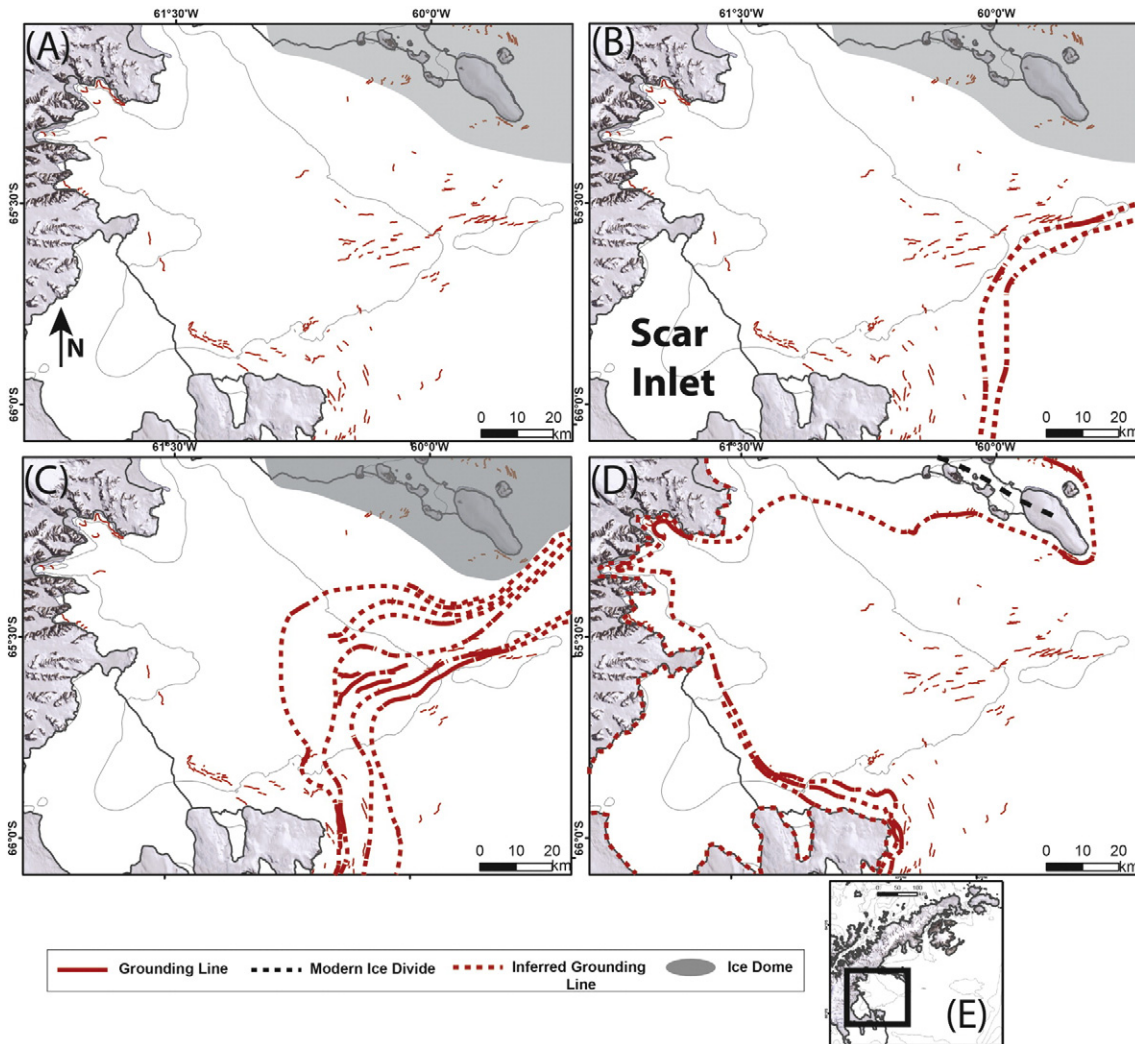 61°30'W 60°0'W 61°30'W 60°0'W
(A) (B)
65°30'S 65°30'S
N
Scar
Inlet
66°0'S 66°0'S
0 10 20
km
0 10 20
km
61°30'W 60°0'W 61°30'W 60°0'W
(C) (D)
65°30'S 65°30'S
66°0'S 66°0'S
0 10 20
km
0 10 20
km
Grounding Line Modern Ice Divide Inferred Grounding Line Ice Dome
(E)